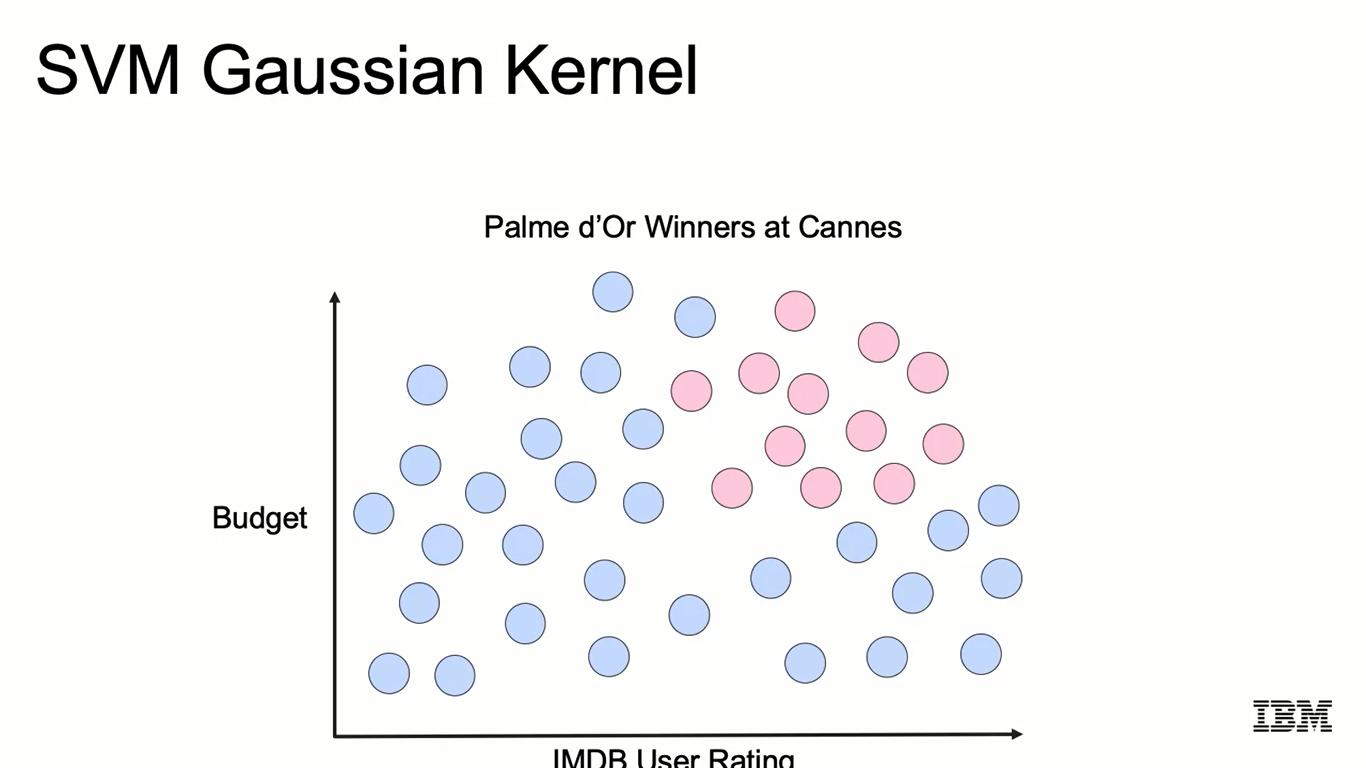 SVM Gaussian Kernel
Palme d’Or Winners at Cannes
Budget
IMDB User Rating
IBM